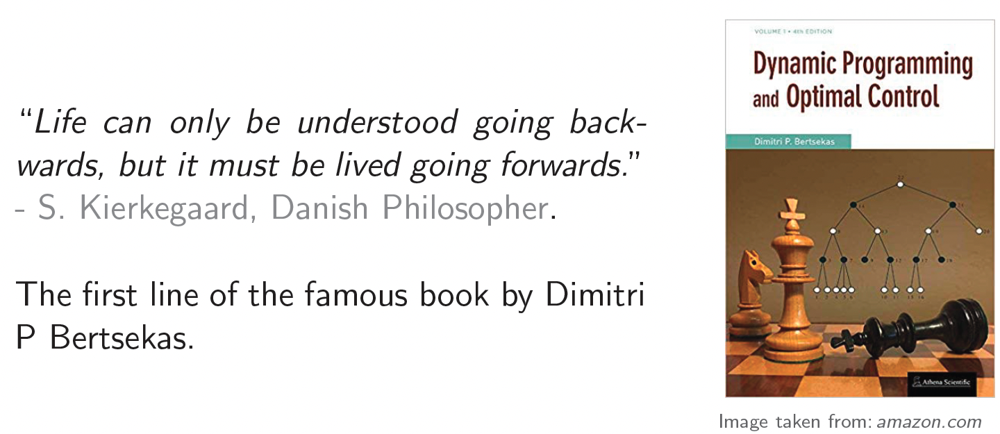 “Life can only be understood going back-
wards, but it must be lived going forwards.”
- S. Kierkegaard, Danish Philosopher.
The first line of the famous book by Dimitri
P Bertsekas.
VOLUME I • 4th EDITION
Dynamic Programming
and Optimal Control
Dimitri P. Bertsekas
Athena Scientific
Image taken from: amazon.com